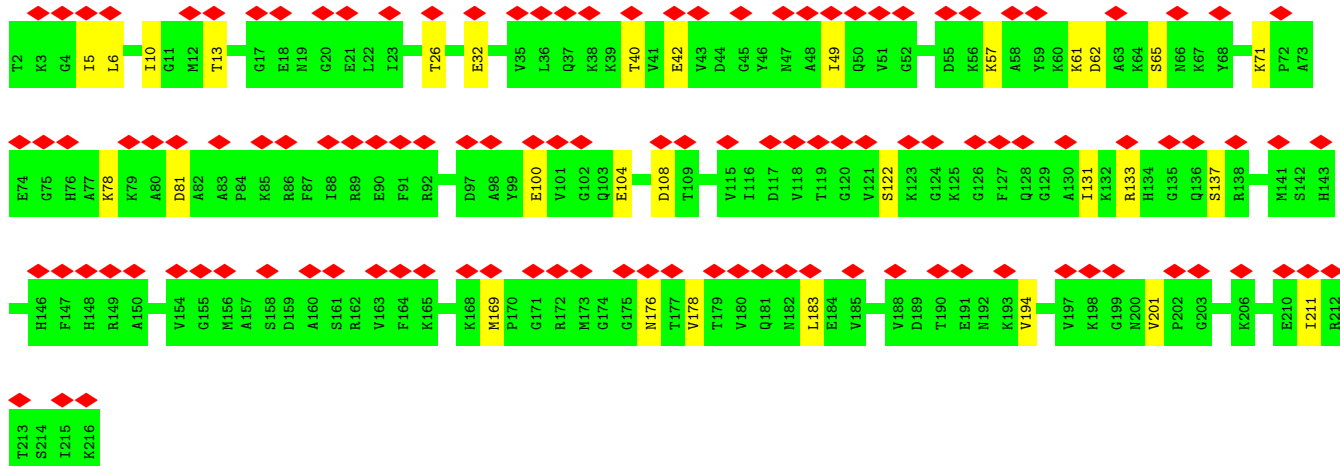 T2 K3 G4 I5 L6 I10 G11 M12 T13 G17 E18 N19 G20 E21 L22 I23 T26 E32 V35 L36 Q37 K38 K39 T40 V41 E42 V43 D44 G45 Y46 N47 A48 I49 Q50 V51 G52 D55 K56 K57 A58 Y59 K60 K61 D62 A63 K64 S65 N66 K67 Y68 K71 P72 A73
E74 G75 H76 A77 K78 K79 A80 D81 A82 A83 P84 K85 R86 F87 I88 R89 E90 F91 R92 D97 A98 Y99 E100 V101 G102 Q103 E104 D108 T109 V115 I116 D117 V118 T119 G120 V121 S122 K123 G124 K125 G126 F127 Q128 G129 A130 I131 K132 R133 H134 G135 Q136 S137 R138 M141 S142 H143
H146 F147 H148 R149 A150 V154 G155 M156 A157 S158 D159 A160 S161 R162 V163 F164 K165 K168 M169 P170 G171 R172 M173 G174 G175 N176 T177 V178 T179 V180 Q181 N182 L183 E184 V185 V188 D189 T190 E191 N192 K193 V194 V197 K198 G199 N200 V201 P202 G203 K206 E210 I211 R212
T213 S214 I215 K216